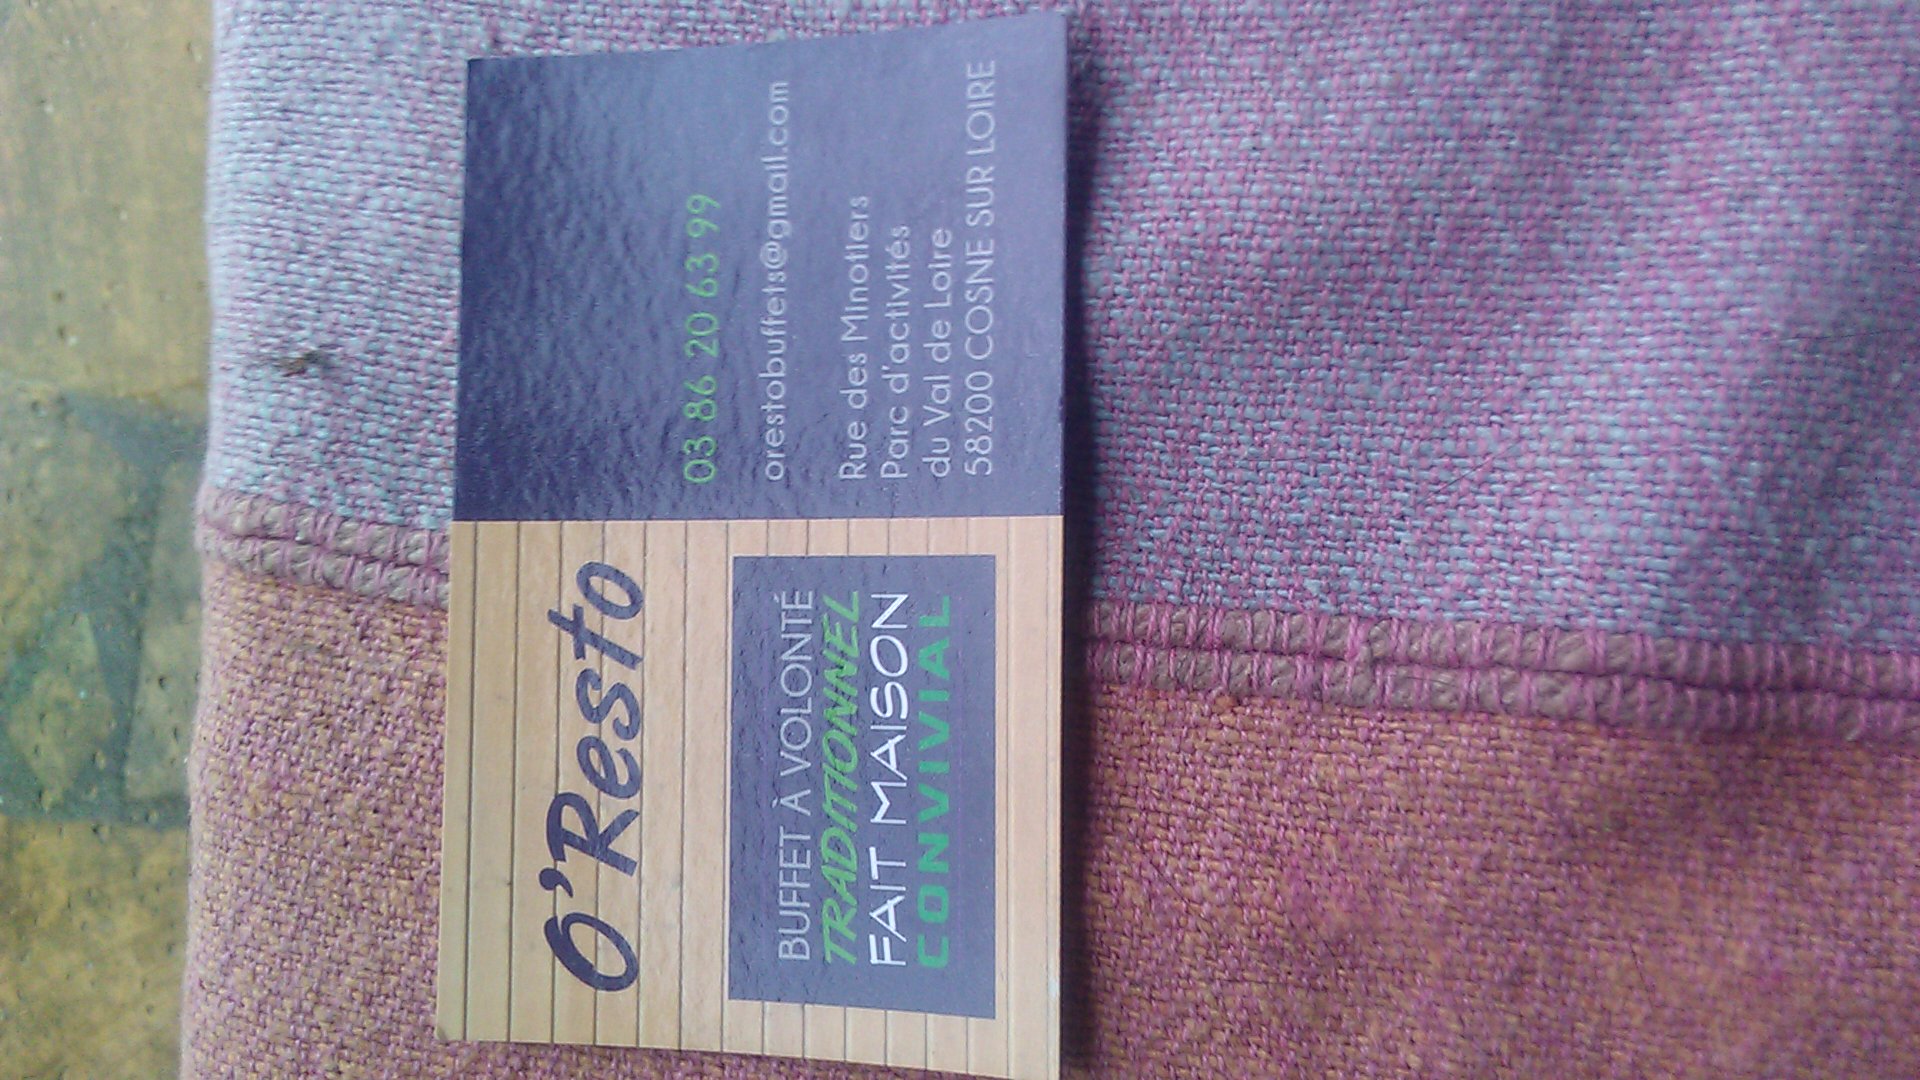 O'Resto
BUFFET À VOLONTÉ
TRADITIONNEL
FAIT MAISON
CONVIVIAL
03 86 20 63 99
orestobuffets@gmail.com
Rue des Minotiers
Parc d'activités
du Val de Loire
58200 COSNE SUR LOIRE